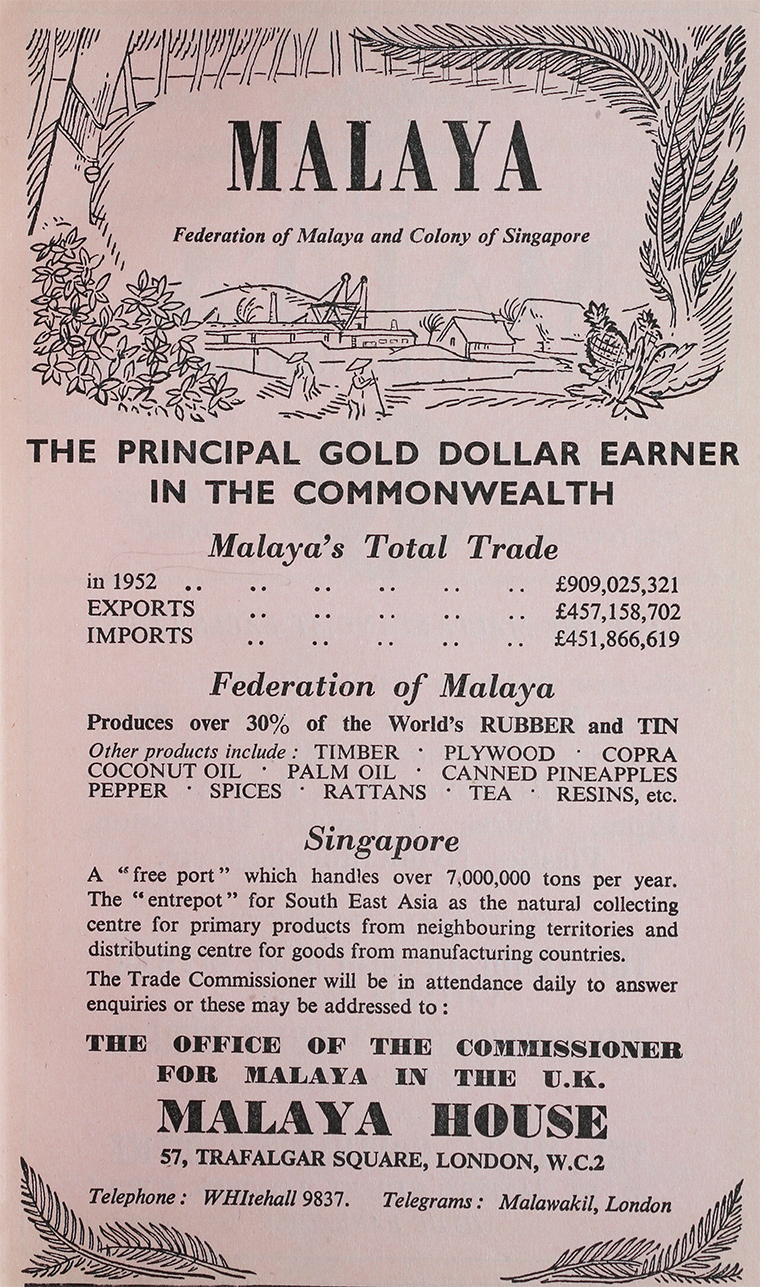 MALAYA
Federation of Malaya and Colony of Singapore
THE PRINCIPAL GOLD DOLLAR EARNER
IN THE COMMONWEALTH
Malaya's Total Trade
in 1952 .. .. .. .. .. .. £909,025,321
EXPORTS .. .. .. .. .. £457,158,702
IMPORTS .. .. .. .. .. £451,866,619
Federation of Malaya
Produces over 30% of the World's RUBBER and TIN
Other products include : TIMBER · PLYWOOD · COPRA
COCONUT OIL · PALM OIL · CANNED PINEAPPLES
PEPPER · SPICES · RATTANS · TEA · RESINS, etc.
Singapore
A "free port" which handles over 7,000,000 tons per year.
The "entrepot" for South East Asia as the natural collecting
centre for primary products from neighbouring territories and
distributing centre for goods from manufacturing countries.
The Trade Commissioner will be in attendance daily to answer
enquiries or these may be addressed to :
THE OFFICE OF THE COMMISSIONER
FOR MALAYA IN THE U.K.
MALAYA HOUSE
57, TRAFALGAR SQUARE, LONDON, W.C.2
Telephone : WHItehall 9837. Telegrams : Malawakil, London